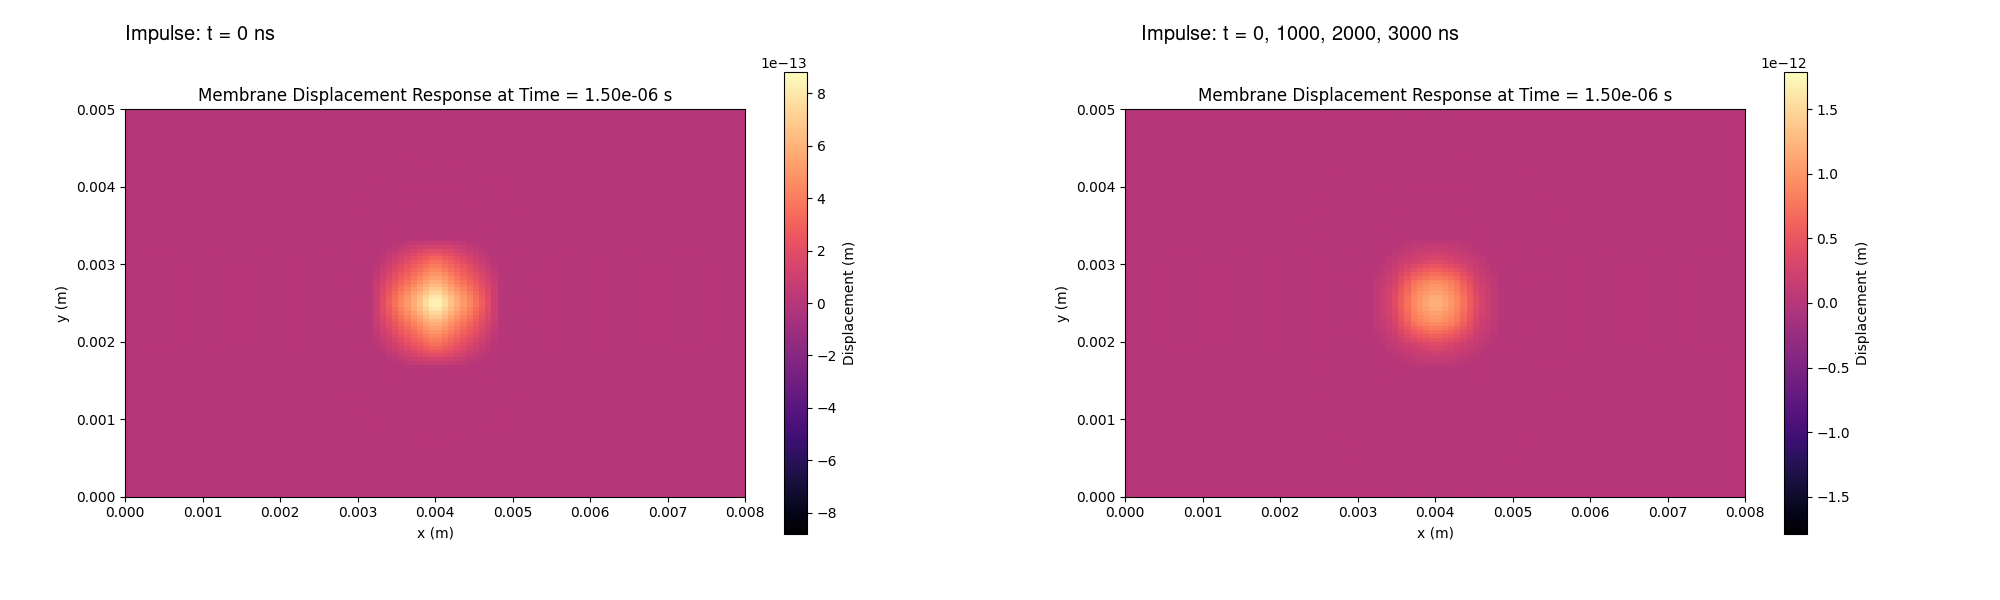 Impulse: t = 0 ns
1e−13
Membrane Displacement Response at Time = 1.50e-06 s
0.005
0.004
0.003
0.002
0.001
0.000
y (m)
0.000 0.001 0.002 0.003 0.004 0.005 0.006 0.007 0.008
x (m)
8
6
4
2
0
−2
−4
−6
−8
Displacement (m)
Impulse: t = 0, 1000, 2000, 3000 ns
1e−12
Membrane Displacement Response at Time = 1.50e-06 s
0.005
0.004
0.003
0.002
0.001
0.000
y (m)
0.000 0.001 0.002 0.003 0.004 0.005 0.006 0.007 0.008
x (m)
1.5
1.0
0.5
0.0
−0.5
−1.0
−1.5
Displacement (m)